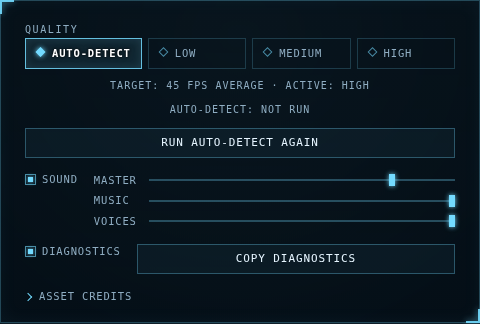 QUALITY
AUTO-DETECT LOW MEDIUM HIGH
TARGET: 45 FPS AVERAGE · ACTIVE: HIGH
AUTO-DETECT: NOT RUN
RUN AUTO-DETECT AGAIN
SOUND MASTER
MUSIC
VOICES
DIAGNOSTICS COPY DIAGNOSTICS
ASSET CREDITS